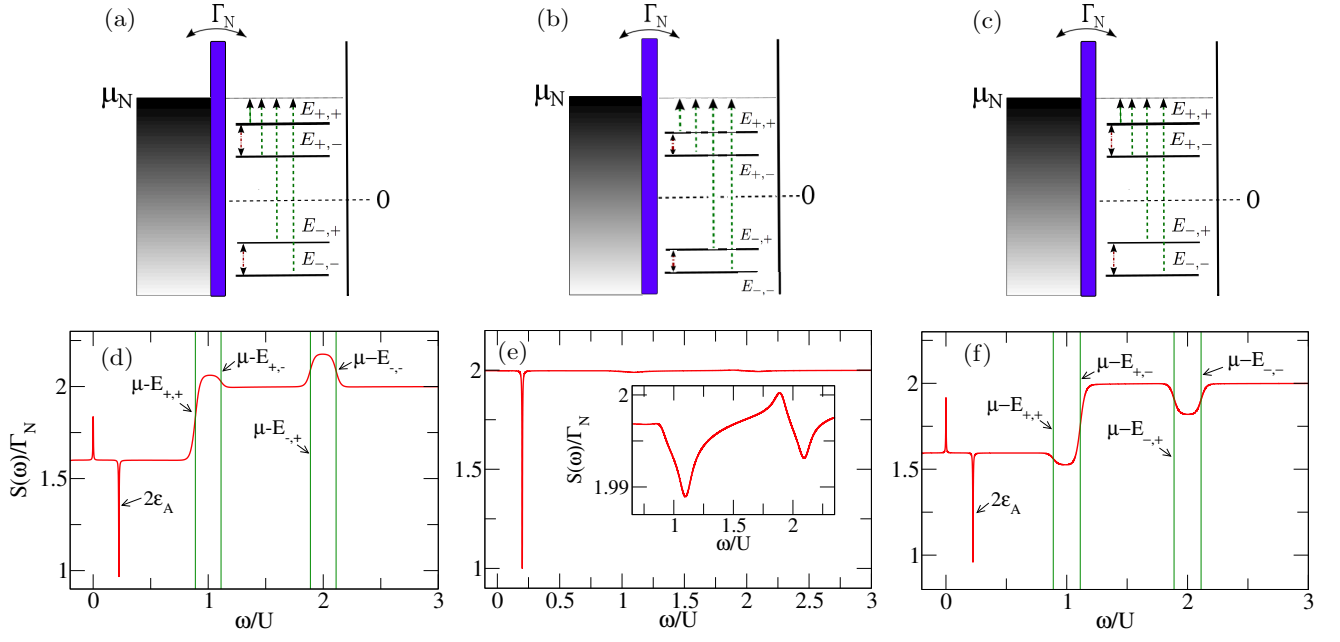 (a)
Γ_N
μ_N
E_{+,+}
E_{+,-}
0
E_{-,+}
E_{-,-}
(b)
Γ_N
μ_N
E_{+,+}
E_{+,-}
0
E_{-,+}
E_{-,-}
(c)
Γ_N
μ_N
E_{+,+}
E_{+,-}
0
E_{-,+}
E_{-,-}
(d)
μ-E_{+,-}
μ-E_{+,+}
μ−E_{-,-}
μ-E_{-,+}
2ε_A
S(ω)/Γ_N
2
1.5
1
0 1 2 3
ω/U
(e)
S(ω)/Γ_N
2
1.99
1 1.5 2
ω/U
2
1.5
1
0 0.5 1 1.5 2 2.5 3
ω/U
(f)
μ−E_{+,-}
μ−E_{-,-}
μ−E_{+,+}
μ−E_{-,+}
2ε_A
S(ω)/Γ_N
2
1.5
1
0 1 2 3
ω/U